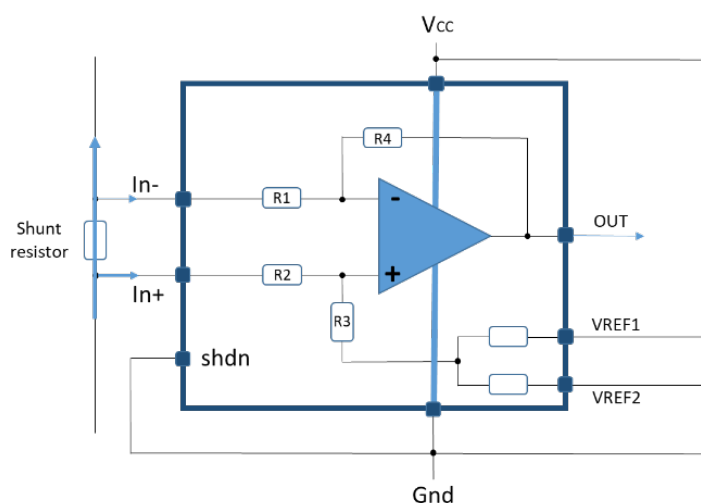 Vcc
R4
In-
R1
-
Shunt
resistor
OUT
R2
+
In+
R3
VREF1
shdn
VREF2
Gnd